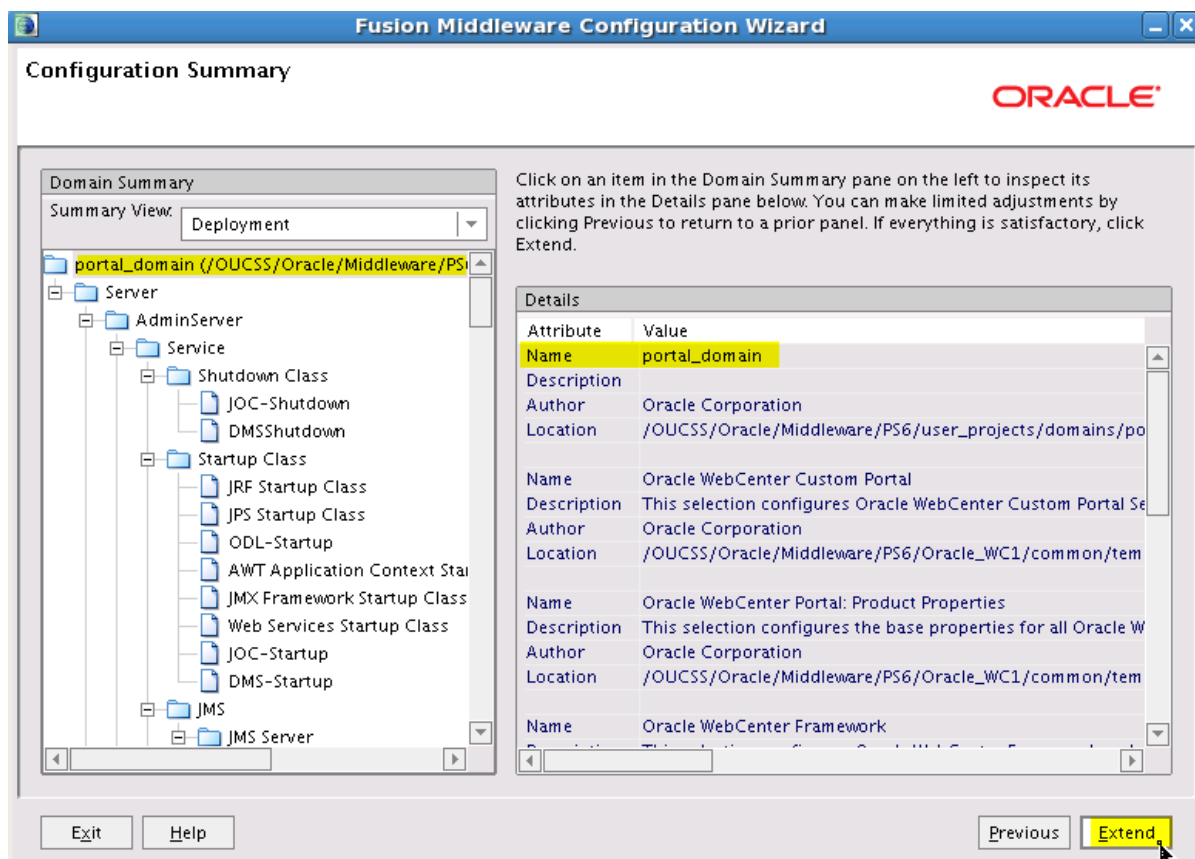 Fusion Middleware Configuration Wizard
Configuration Summary
ORACLE
Domain Summary
Summary View:
Deployment
portal_domain (/OUCSS/Oracle/Middleware/PS
Server
AdminServer
Service
Shutdown Class
JOC-Shutdown
DMSShutdown
Startup Class
JRF Startup Class
JPS Startup Class
ODL-Startup
AWT Application Context Star
JMX Framework Startup Class
Web Services Startup Class
JOC-Startup
DMS-Startup
JMS
JMS Server
Click on an item in the Domain Summary pane on the left to inspect its
attributes in the Details pane below. You can make limited adjustments by
clicking Previous to return to a prior panel. If everything is satisfactory, click
Extend.
Details
Attribute Value
Name portal_domain
Description
Author Oracle Corporation
Location /OUCSS/Oracle/Middleware/PS6/user_projects/domains/po
Name Oracle WebCenter Custom Portal
Description This selection configures Oracle WebCenter Custom Portal Se
Author Oracle Corporation
Location /OUCSS/Oracle/Middleware/PS6/Oracle_WC1/common/tem
Name Oracle WebCenter Portal: Product Properties
Description This selection configures the base properties for all Oracle W
Author Oracle Corporation
Location /OUCSS/Oracle/Middleware/PS6/Oracle_WC1/common/tem
Name Oracle WebCenter Framework
Exit Help Previous Extend